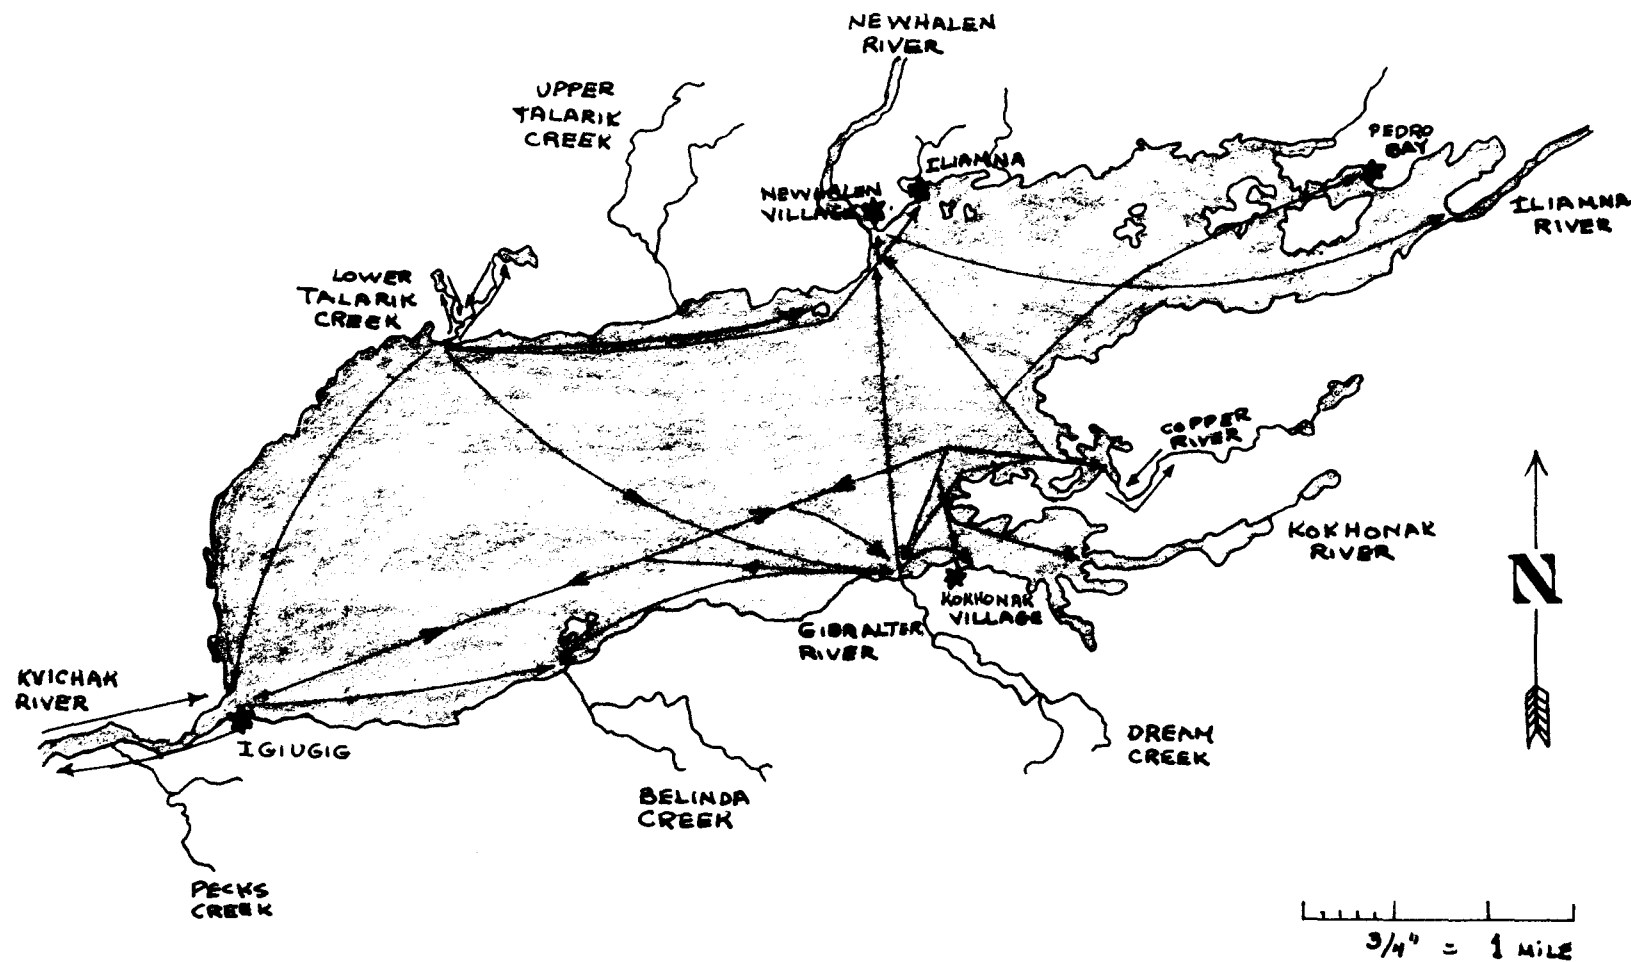 NEWHALEN
RIVER
UPPER
TALARIK
CREEK
PEDRO
BAY
ILIAMNA
NEWHALEN
VILLAGE
ILIAMNA
RIVER
LOWER
TALARIK
CREEK
COPPER
RIVER
KOKHONAK
RIVER
N
KOKHONAK
VILLAGE
GIBRALTER
RIVER
KVICHAK
RIVER
IGIUGIG
DREAM
CREEK
BELINDA
CREEK
PECKS
CREEK
3/4" = 1 MILE